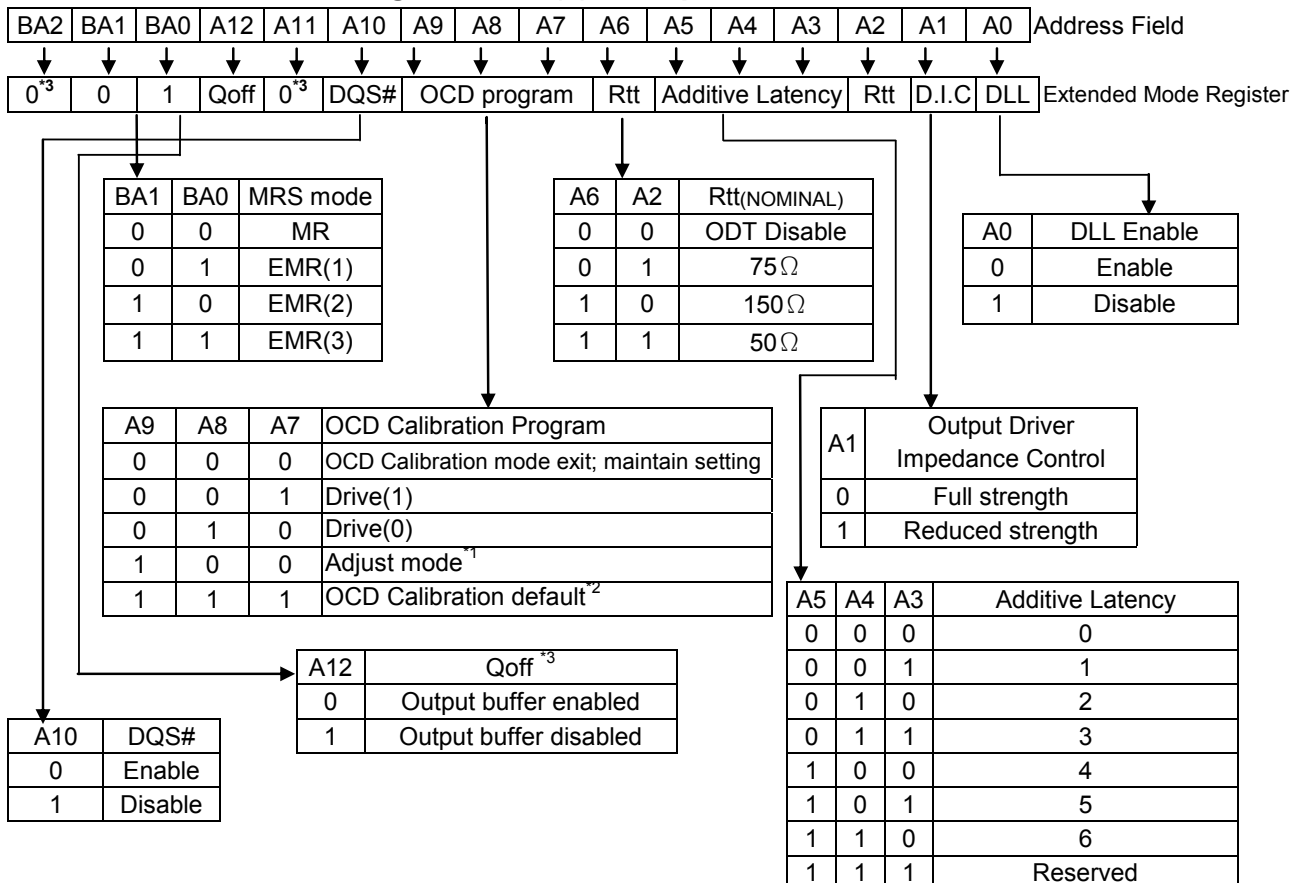 BA2 BA1 BA0 A12 A11 A10 A9 A8 A7 A6 A5 A4 A3 A2 A1 A0 Address Field
0*3 0 1 Qoff 0*3 DQS# OCD program Rtt Additive Latency Rtt D.I.C DLL Extended Mode Register
BA1 BA0 MRS mode
0 0 MR
0 1 EMR(1)
1 0 EMR(2)
1 1 EMR(3)
A6 A2 Rtt(NOMINAL)
0 0 ODT Disable
0 1 75Ω
1 0 150Ω
1 1 50Ω
A0 DLL Enable
0 Enable
1 Disable
A9 A8 A7 OCD Calibration Program
0 0 0 OCD Calibration mode exit; maintain setting
0 0 1 Drive(1)
0 1 0 Drive(0)
1 0 0 Adjust mode*1
1 1 1 OCD Calibration default*2
A1 Output Driver
Impedance Control
0 Full strength
1 Reduced strength
A5 A4 A3 Additive Latency
0 0 0 0
0 0 1 1
0 1 0 2
0 1 1 3
1 0 0 4
1 0 1 5
1 1 0 6
1 1 1 Reserved
A12 Qoff *3
0 Output buffer enabled
1 Output buffer disabled
A10 DQS#
0 Enable
1 Disable